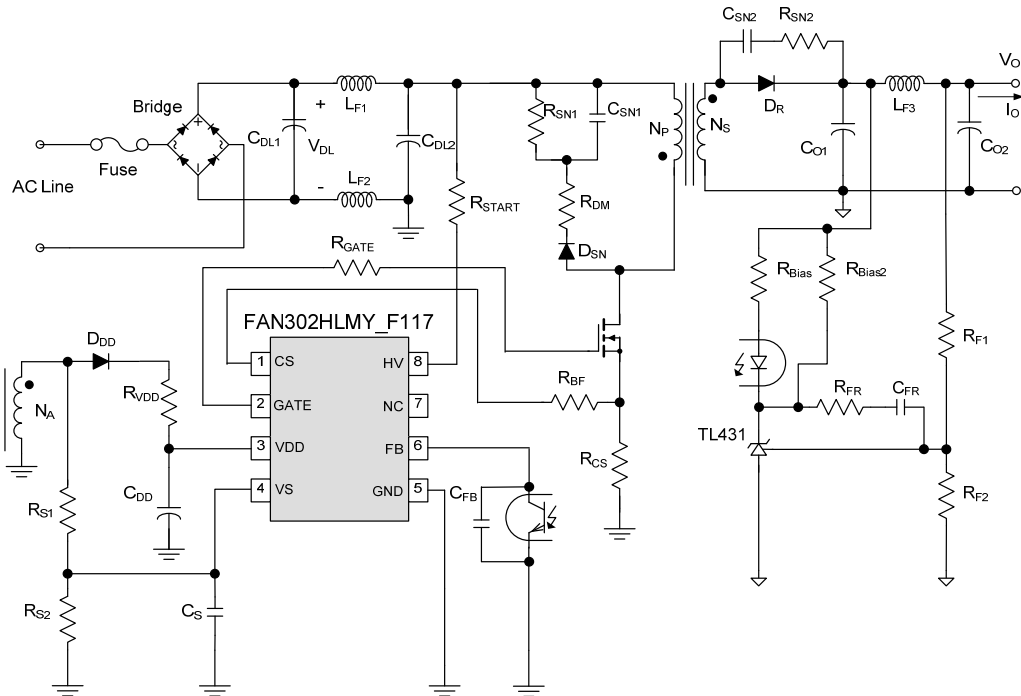 CSN2
RSN2
VO
IO
Bridge
+
-
~
~
CDL1
+
VDL
-
LF1
LF2
CDL2
RSN1
CSN1
NP
NS
DR
LF3
CO1
CO2
AC Line
Fuse
RSTART
RDM
DSN
RGATE
RBias
RBias2
FAN302HLMY_F117
1 CS
HV 8
2 GATE
NC 7
3 VDD
FB 6
4 VS
GND 5
DDD
RVDD
NA
CDD
RS1
RS2
CS
CFB
RBF
RCS
RF1
RFR
CFR
TL431
RF2